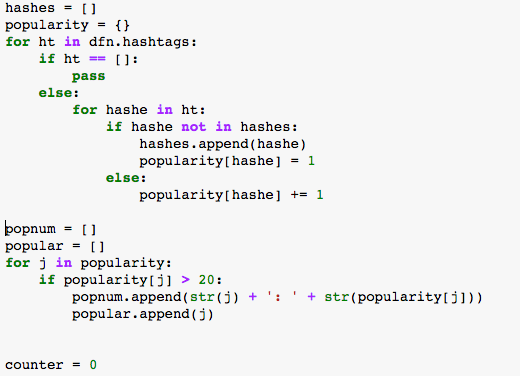 hashes = []
popularity = {}
for ht in dfn.hashtags:
    if ht == []:
        pass
    else:
        for hashe in ht:
            if hashe not in hashes:
                hashes.append(hashe)
                popularity[hashe] = 1
            else:
                popularity[hashe] += 1

popnum = []
popular = []
for j in popularity:
    if popularity[j] > 20:
        popnum.append(str(j) + ': ' + str(popularity[j]))
        popular.append(j)


counter = 0